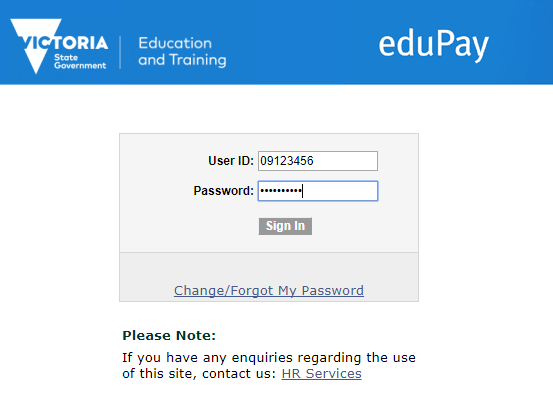 VICTORIA
State
Government
Education
and Training
eduPay
User ID: 09123456
Password: ••••••••••
Sign In
Change/Forgot My Password
Please Note:
If you have any enquiries regarding the use
of this site, contact us: HR Services